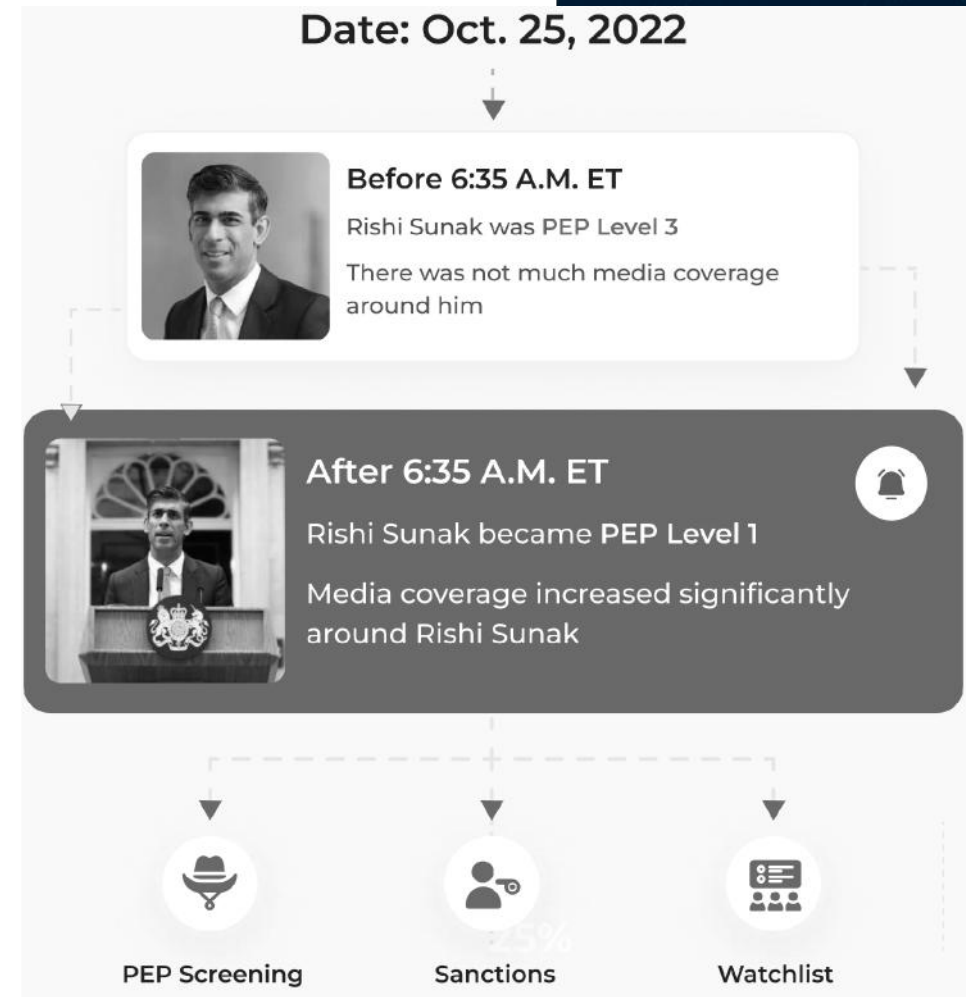 Date: Oct. 25, 2022
Before 6:35 A.M. ET
Rishi Sunak was PEP Level 3
There was not much media coverage
around him
After 6:35 A.M. ET
Rishi Sunak became PEP Level 1
Media coverage increased significantly
around Rishi Sunak
25%
PEP Screening
Sanctions
Watchlist